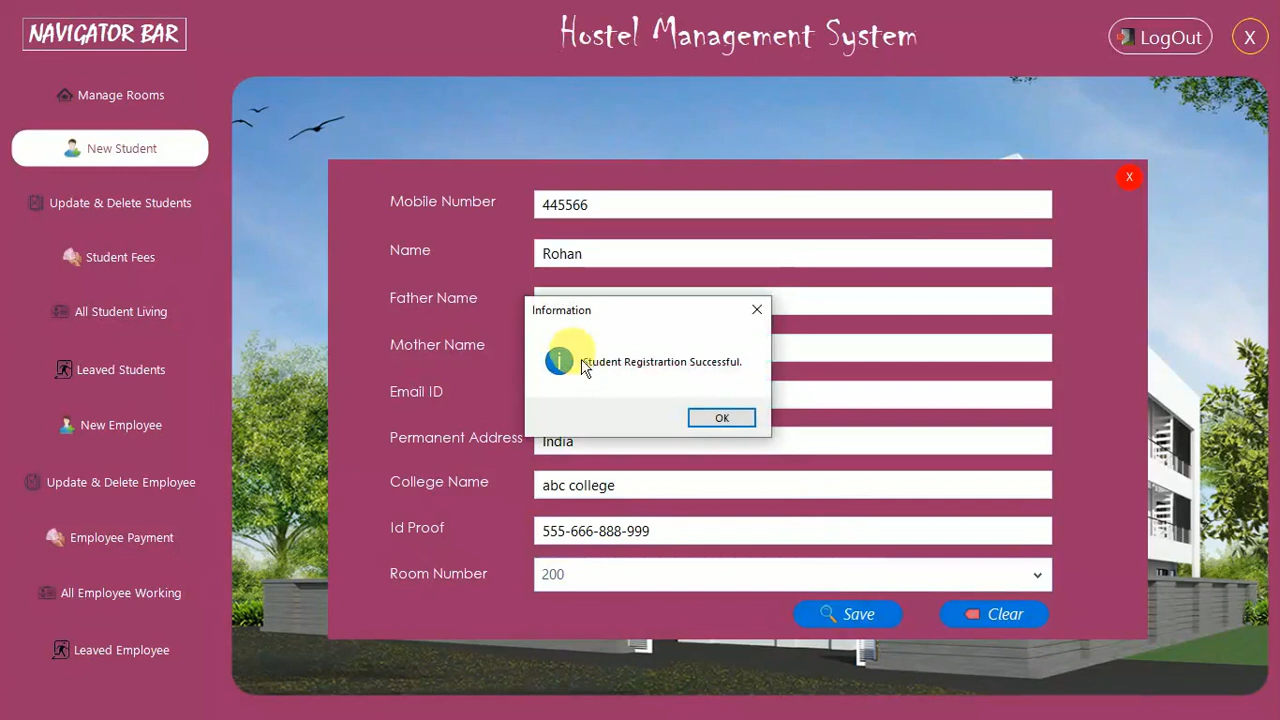 NAVIGATOR BAR
Hostel Management System
LogOut
X
Manage Rooms
New Student
Update & Delete Students
Student Fees
All Student Living
Leaved Students
New Employee
Update & Delete Employee
Employee Payment
All Employee Working
Leaved Employee
X
Mobile Number
445566
Name
Rohan
Father Name
Mother Name
Email ID
Permanent Address
India
College Name
abc college
Id Proof
555-666-888-999
Room Number
200
Save
Clear
Information
Student Registrartion Successful.
OK